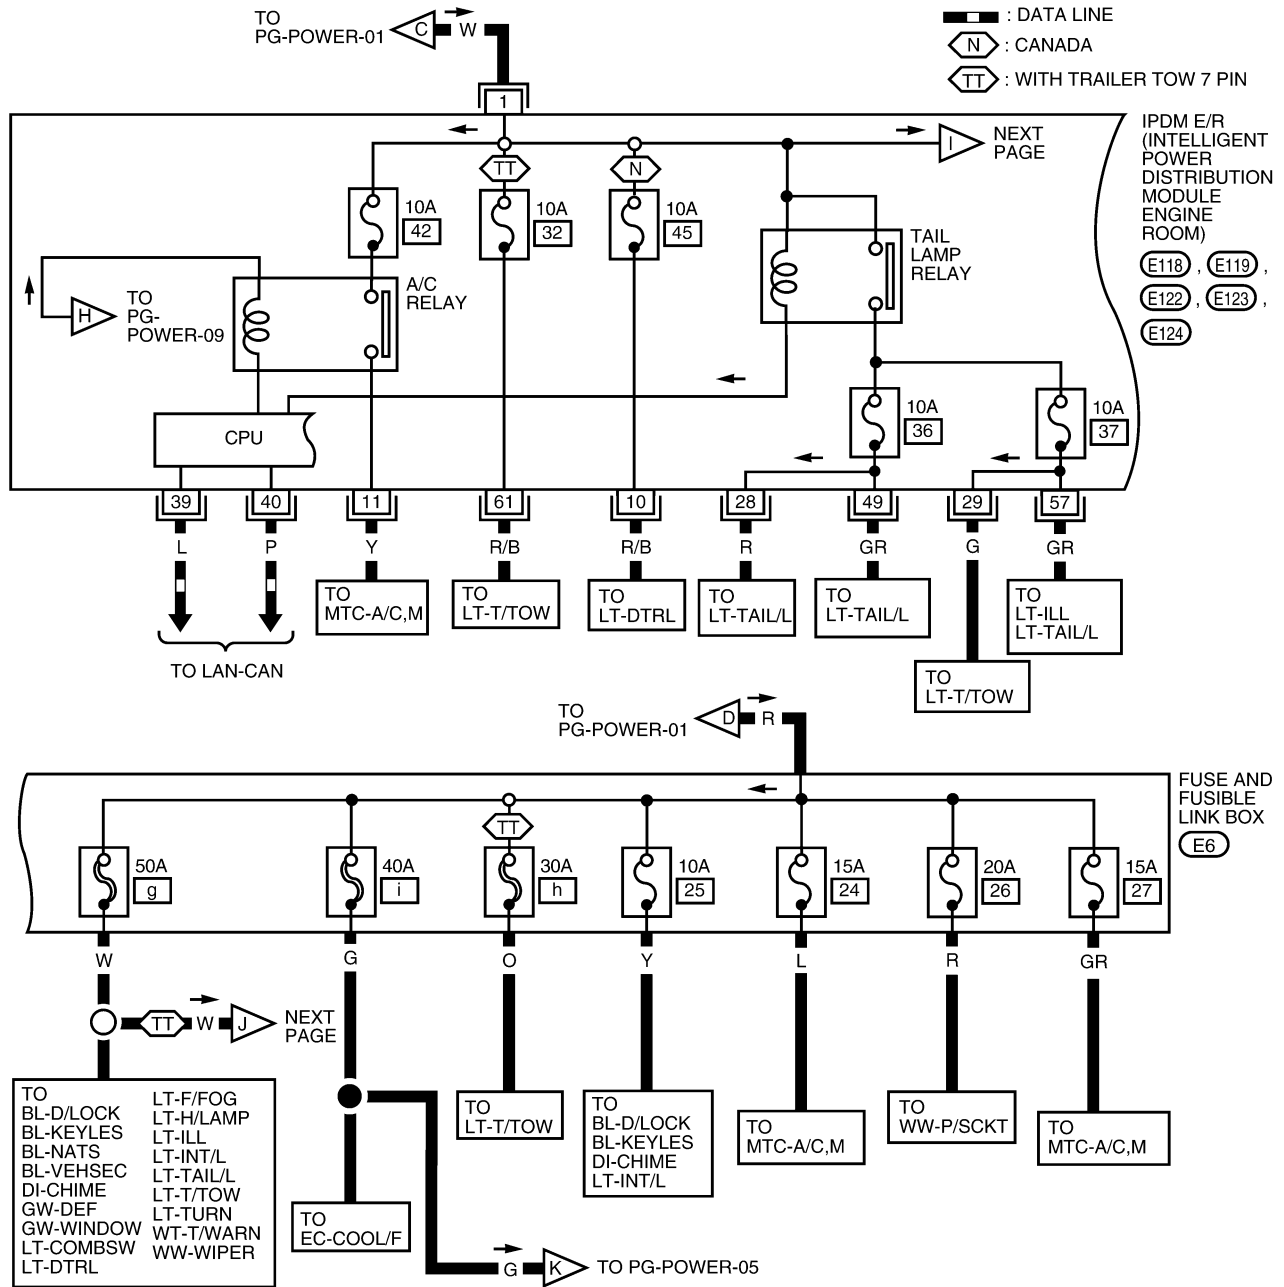 TO
PG-POWER-01
C
W
: DATA LINE
N : CANADA
TT : WITH TRAILER TOW 7 PIN
1
I
NEXT
PAGE
IPDM E/R
(INTELLIGENT
POWER
DISTRIBUTION
MODULE
ENGINE
ROOM)
E118 , E119 ,
E122 , E123 ,
E124
TT
N
10A
42
10A
32
10A
45
TAIL
LAMP
RELAY
A/C
RELAY
H
TO
PG-
POWER-09
CPU
10A
36
10A
37
39 40 11 61 10 28 49 29 57
L P Y R/B R/B R GR G GR
TO
MTC-A/C,M
TO
LT-T/TOW
TO
LT-DTRL
TO
LT-TAIL/L
TO
LT-TAIL/L
TO
LT-ILL
LT-TAIL/L
TO LAN-CAN
TO
LT-T/TOW
TO
PG-POWER-01
D
R
FUSE AND
FUSIBLE
LINK BOX
E6
TT
50A
g
40A
i
30A
h
10A
25
15A
24
20A
26
15A
27
W G O Y L R GR
TT W J
NEXT
PAGE
TO
BL-D/LOCK
BL-KEYLES
BL-NATS
BL-VEHSEC
DI-CHIME
GW-DEF
GW-WINDOW
LT-COMBSW
LT-DTRL
LT-F/FOG
LT-H/LAMP
LT-ILL
LT-INT/L
LT-TAIL/L
LT-T/TOW
LT-TURN
WT-T/WARN
WW-WIPER
TO
EC-COOL/F
TO
LT-T/TOW
TO
BL-D/LOCK
BL-KEYLES
DI-CHIME
LT-INT/L
TO
MTC-A/C,M
TO
WW-P/SCKT
TO
MTC-A/C,M
G K TO PG-POWER-05